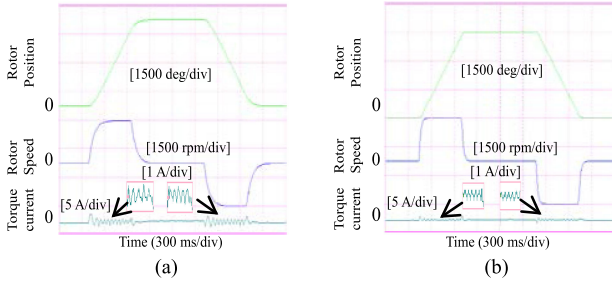 Rotor
Position
[1500 deg/div]
0
Rotor
Speed
[1500 rpm/div]
0
[1 A/div]
Torque
current
[5 A/div]
0
Time (300 ms/div)
(a)
Rotor
Position
[1500 deg/div]
0
Rotor
Speed
[1500 rpm/div]
0
[1 A/div]
Torque
current
[5 A/div]
0
Time (300 ms/div)
(b)